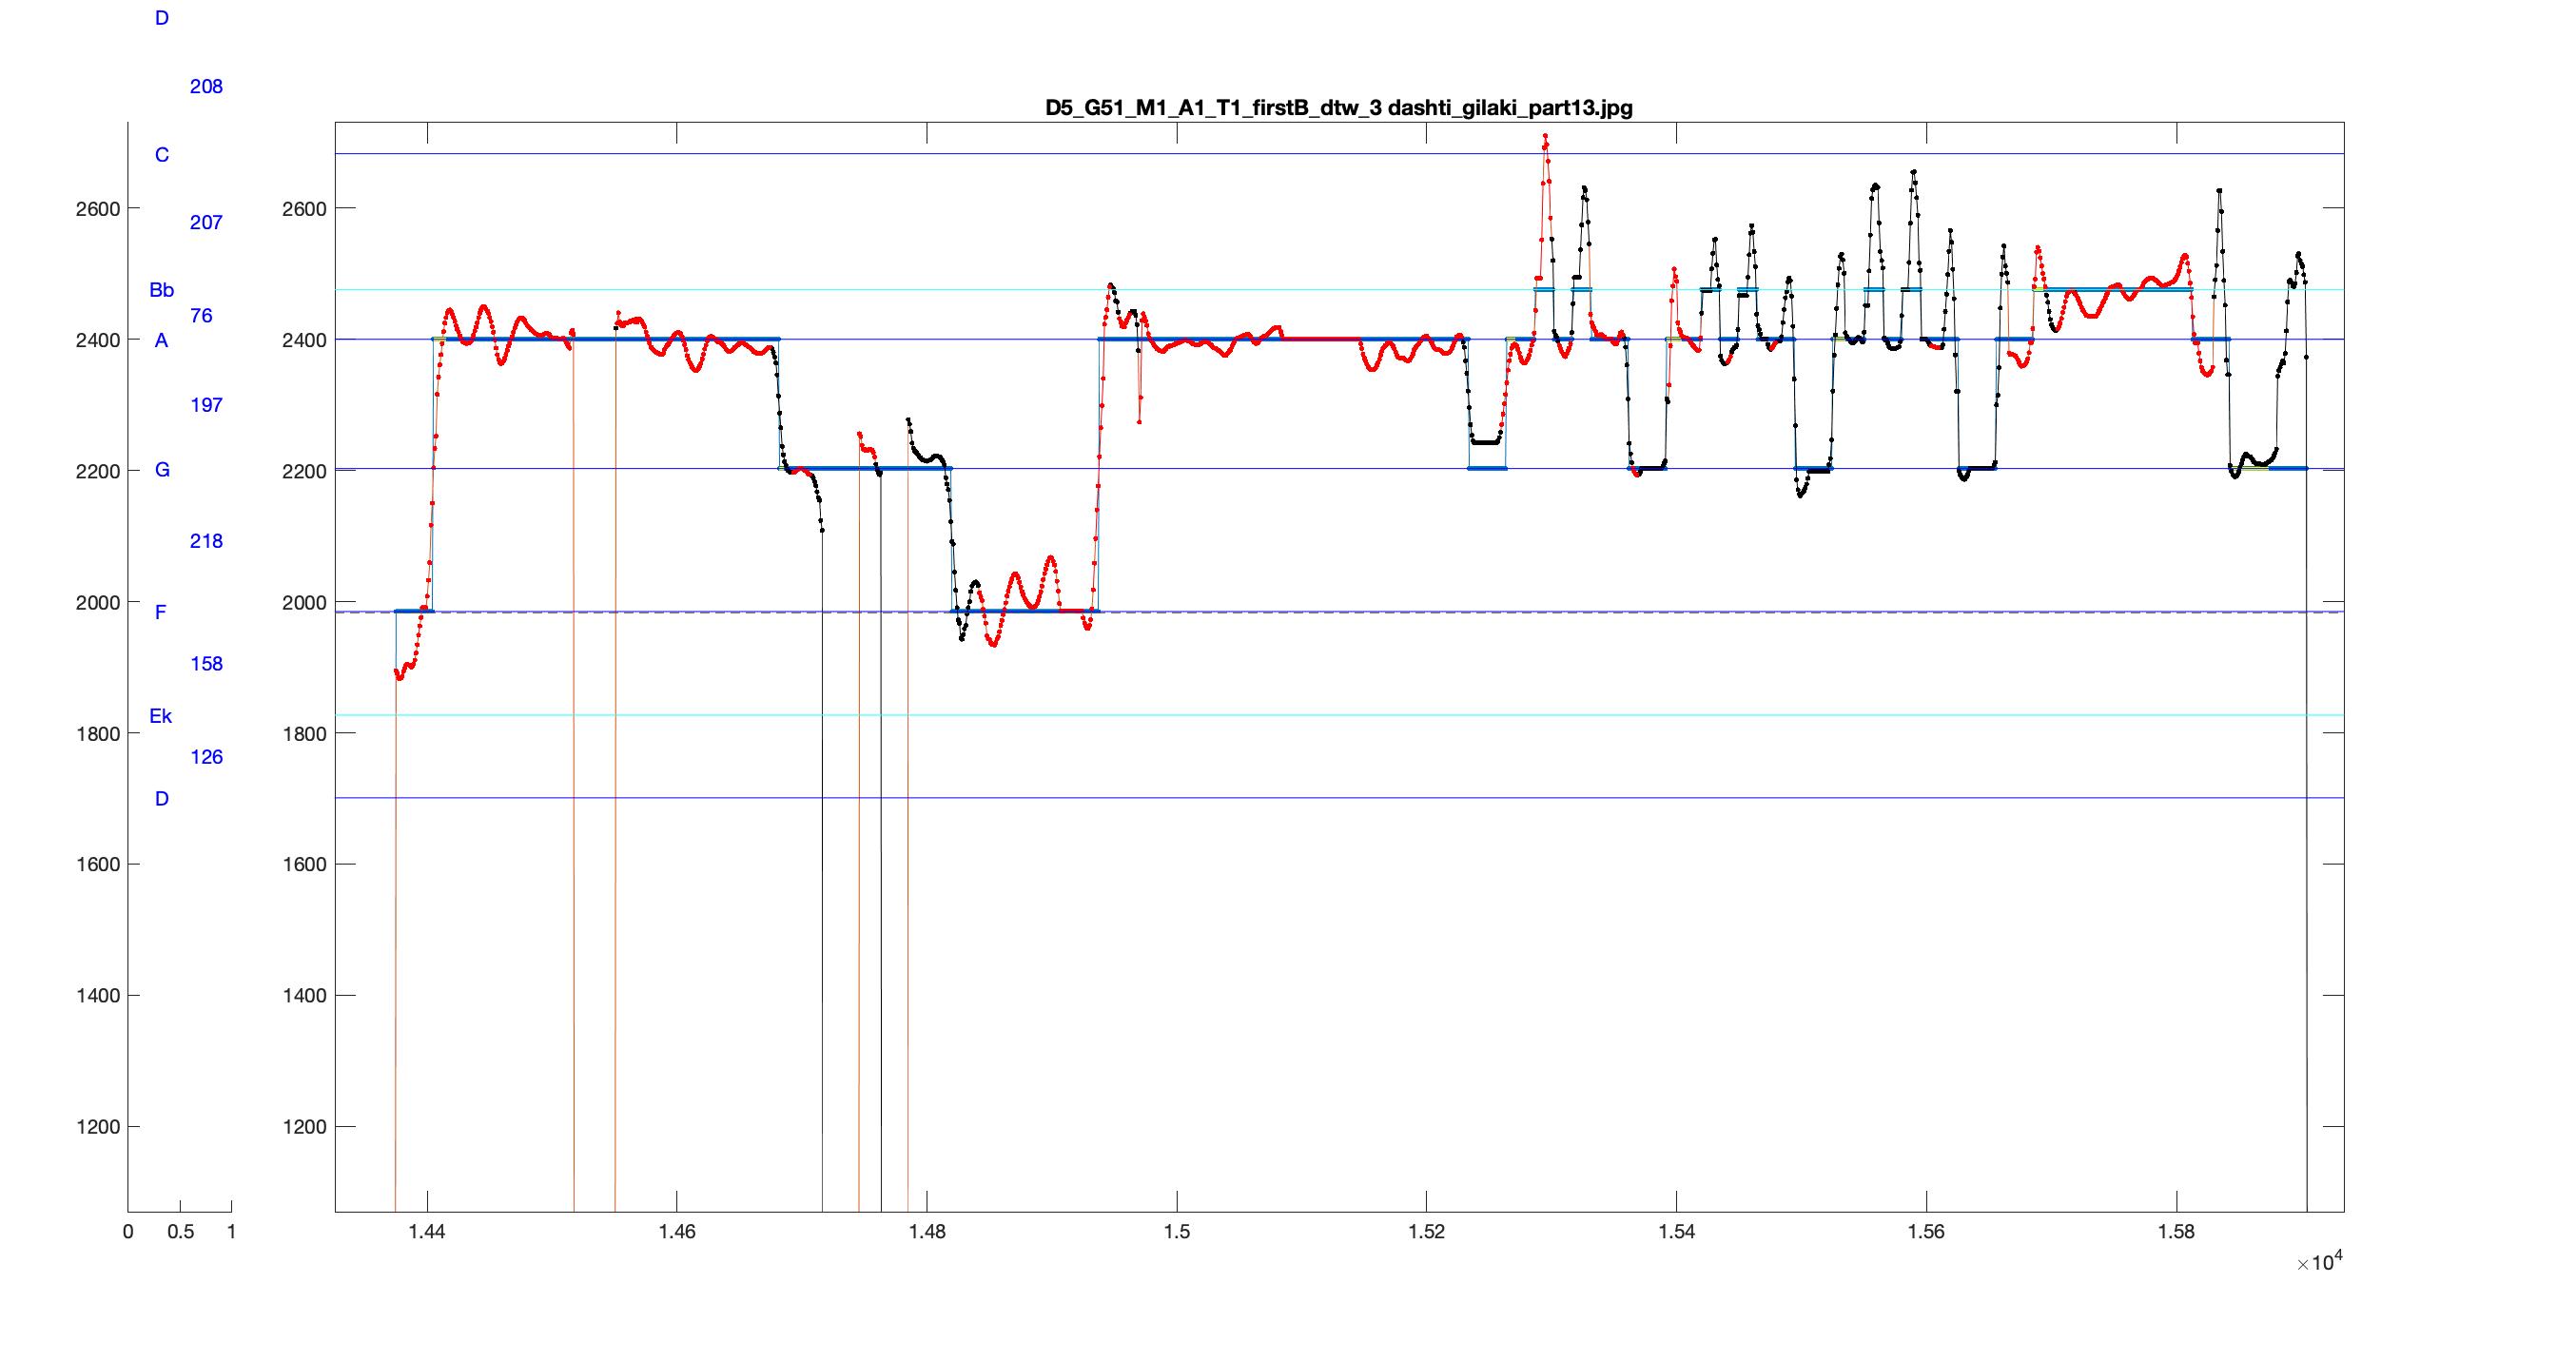 D
208
D5_G51_M1_A1_T1_firstB_dtw_3 dashti_gilaki_part13.jpg
C
2600 207 2600
Bb
76
2400 A 2400
197
2200 G 2200
218
2000 F 2000
158
Ek
1800 1800
126
D
1600 1600
1400 1400
1200 1200
0 0.5 1 1.44 1.46 1.48 1.5 1.52 1.54 1.56 1.58
×10^4